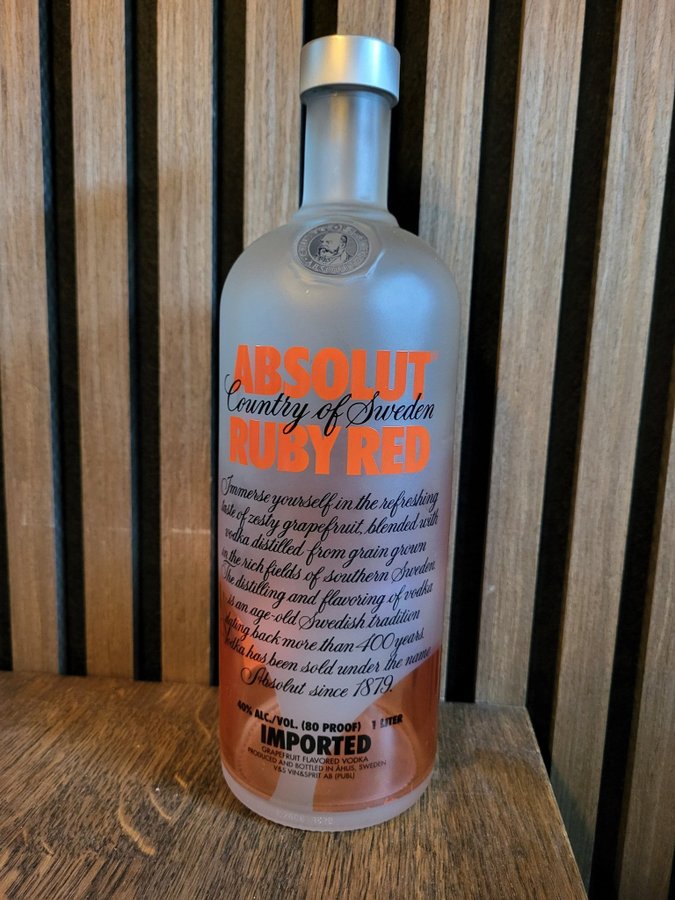 ABSOLUT
Country of Sweden
RUBY RED
Immerse yourself in the refreshing
taste of zesty grapefruit, blended with
vodka distilled from grain grown
in the rich fields of southern Sweden.
The distilling and flavoring of vodka
is an age-old Swedish tradition
dating back more than 400 years.
Vodka has been sold under the name
Absolut since 1879.
40% ALC./VOL. (80 PROOF) 1 LITER
IMPORTED
GRAPEFRUIT FLAVORED VODKA
PRODUCED AND BOTTLED IN ÅHUS, SWEDEN
V&S VIN&SPRIT AB (PUBL)